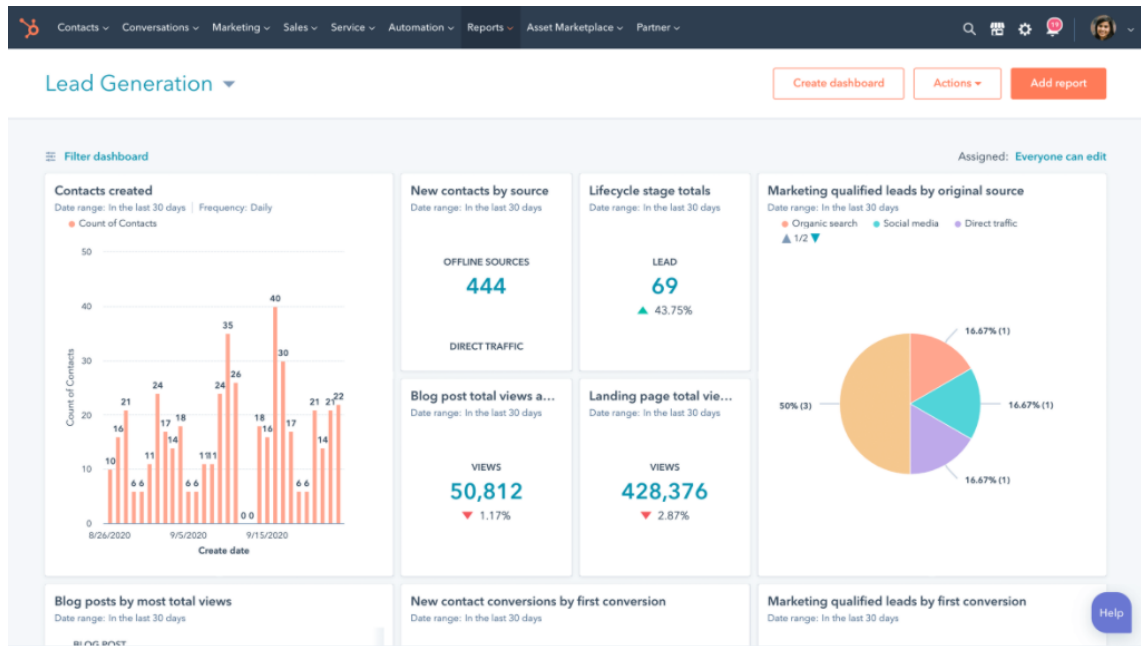 Contacts Conversations Marketing Sales Service Automation Reports Asset Marketplace Partner 19
Lead Generation
Create dashboard Actions Add report
Filter dashboard
Assigned: Everyone can edit
Contacts created
Date range: In the last 30 days | Frequency: Daily
Count of Contacts
50
40
30
20
10
0
Count of Contacts
10 16 21 6 6 11 24 17 14 18 6 6 11 11 24 35 26 0 0 18 16 40 30 17 6 6 21 14 21 22
8/26/2020 9/5/2020 9/15/2020
Create date
New contacts by source
Date range: In the last 30 days
OFFLINE SOURCES
444
DIRECT TRAFFIC
Lifecycle stage totals
Date range: In the last 30 days
LEAD
69
43.75%
Marketing qualified leads by original source
Date range: In the last 30 days
Organic search Social media Direct traffic
1/2
16.67% (1)
50% (3)
16.67% (1)
16.67% (1)
Blog post total views a...
Date range: In the last 30 days
VIEWS
50,812
1.17%
Landing page total vie...
Date range: In the last 30 days
VIEWS
428,376
2.87%
Blog posts by most total views
Date range: In the last 30 days
BLOG POST
New contact conversions by first conversion
Date range: In the last 30 days
Marketing qualified leads by first conversion
Date range: In the last 30 days
Help